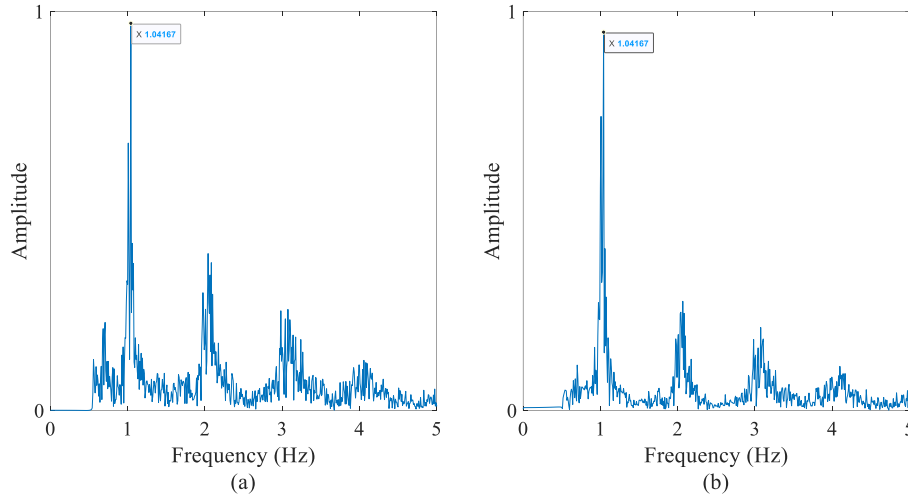 1
X 1.04167
Amplitude
0
0 1 2 3 4 5
Frequency (Hz)
(a)
1
X 1.04167
Amplitude
0
0 1 2 3 4 5
Frequency (Hz)
(b)